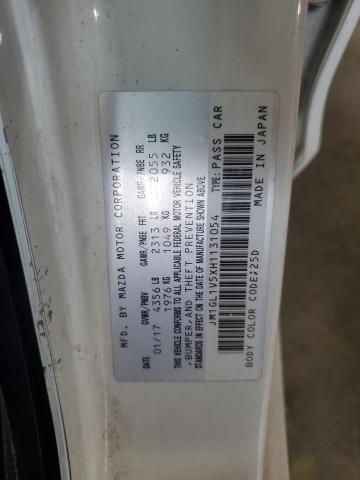 MFD. BY MAZDA MOTOR CORPORATION
GVWR/PNBV GAWR/PNBE FRT GAWR/PNBE RR
01/17 4356 LB 2313 LB 2055 LB
1976 KG 1049 KG 932 KG
THIS VEHICLE CONFORMS TO ALL APPLICABLE FEDERAL MOTOR VEHICLE SAFETY
,BUMPER,AND THEFT PREVENTION
STANDARDS IN EFFECT ON THE DATE OF MANUFACTURE SHOWN ABOVE.
JM1GL1V5XH1131054 TYPE: PASS CAR
BODY COLOR CODE:25D MADE IN JAPAN